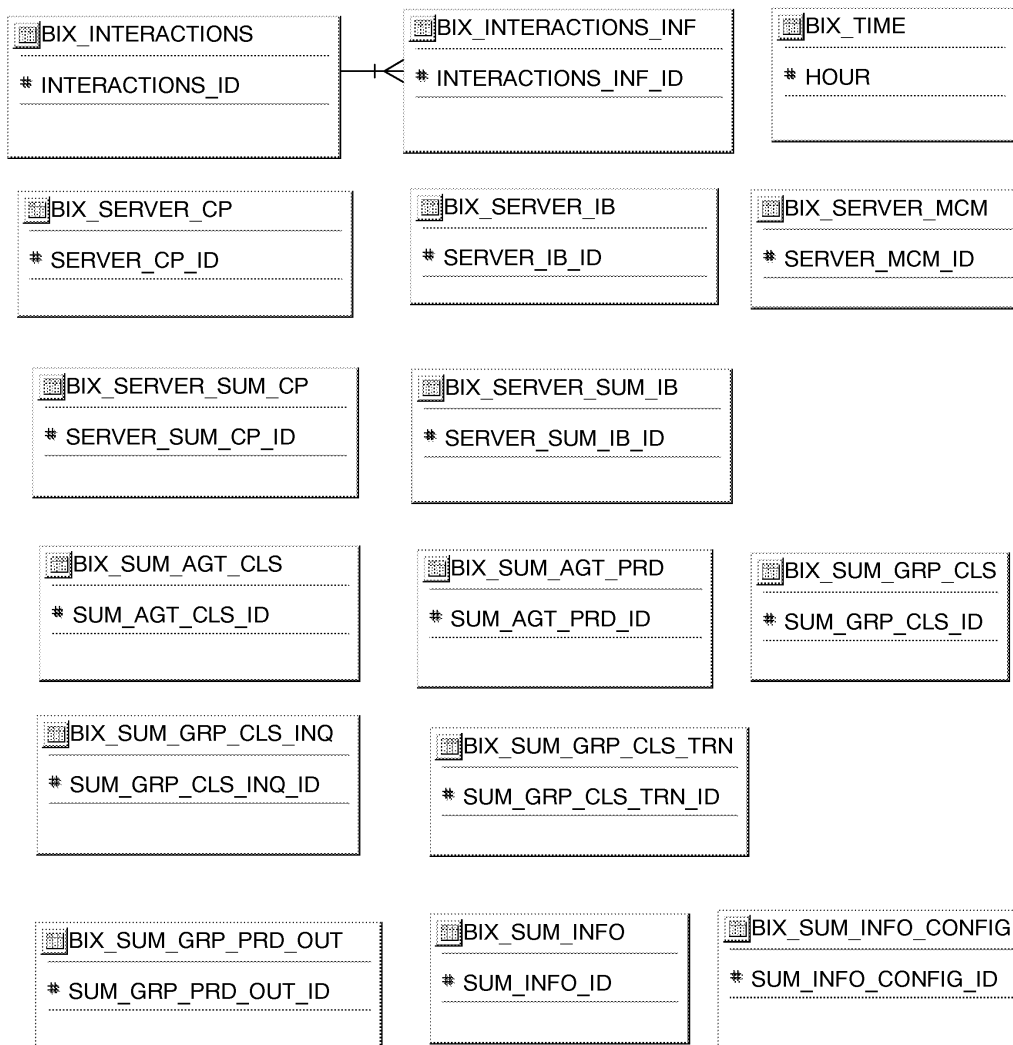 BIX_INTERACTIONS
# INTERACTIONS_ID
BIX_INTERACTIONS_INF
# INTERACTIONS_INF_ID
BIX_TIME
# HOUR
BIX_SERVER_CP
# SERVER_CP_ID
BIX_SERVER_IB
# SERVER_IB_ID
BIX_SERVER_MCM
# SERVER_MCM_ID
BIX_SERVER_SUM_CP
# SERVER_SUM_CP_ID
BIX_SERVER_SUM_IB
# SERVER_SUM_IB_ID
BIX_SUM_AGT_CLS
# SUM_AGT_CLS_ID
BIX_SUM_AGT_PRD
# SUM_AGT_PRD_ID
BIX_SUM_GRP_CLS
# SUM_GRP_CLS_ID
BIX_SUM_GRP_CLS_INQ
# SUM_GRP_CLS_INQ_ID
BIX_SUM_GRP_CLS_TRN
# SUM_GRP_CLS_TRN_ID
BIX_SUM_GRP_PRD_OUT
# SUM_GRP_PRD_OUT_ID
BIX_SUM_INFO
# SUM_INFO_ID
BIX_SUM_INFO_CONFIG
# SUM_INFO_CONFIG_ID